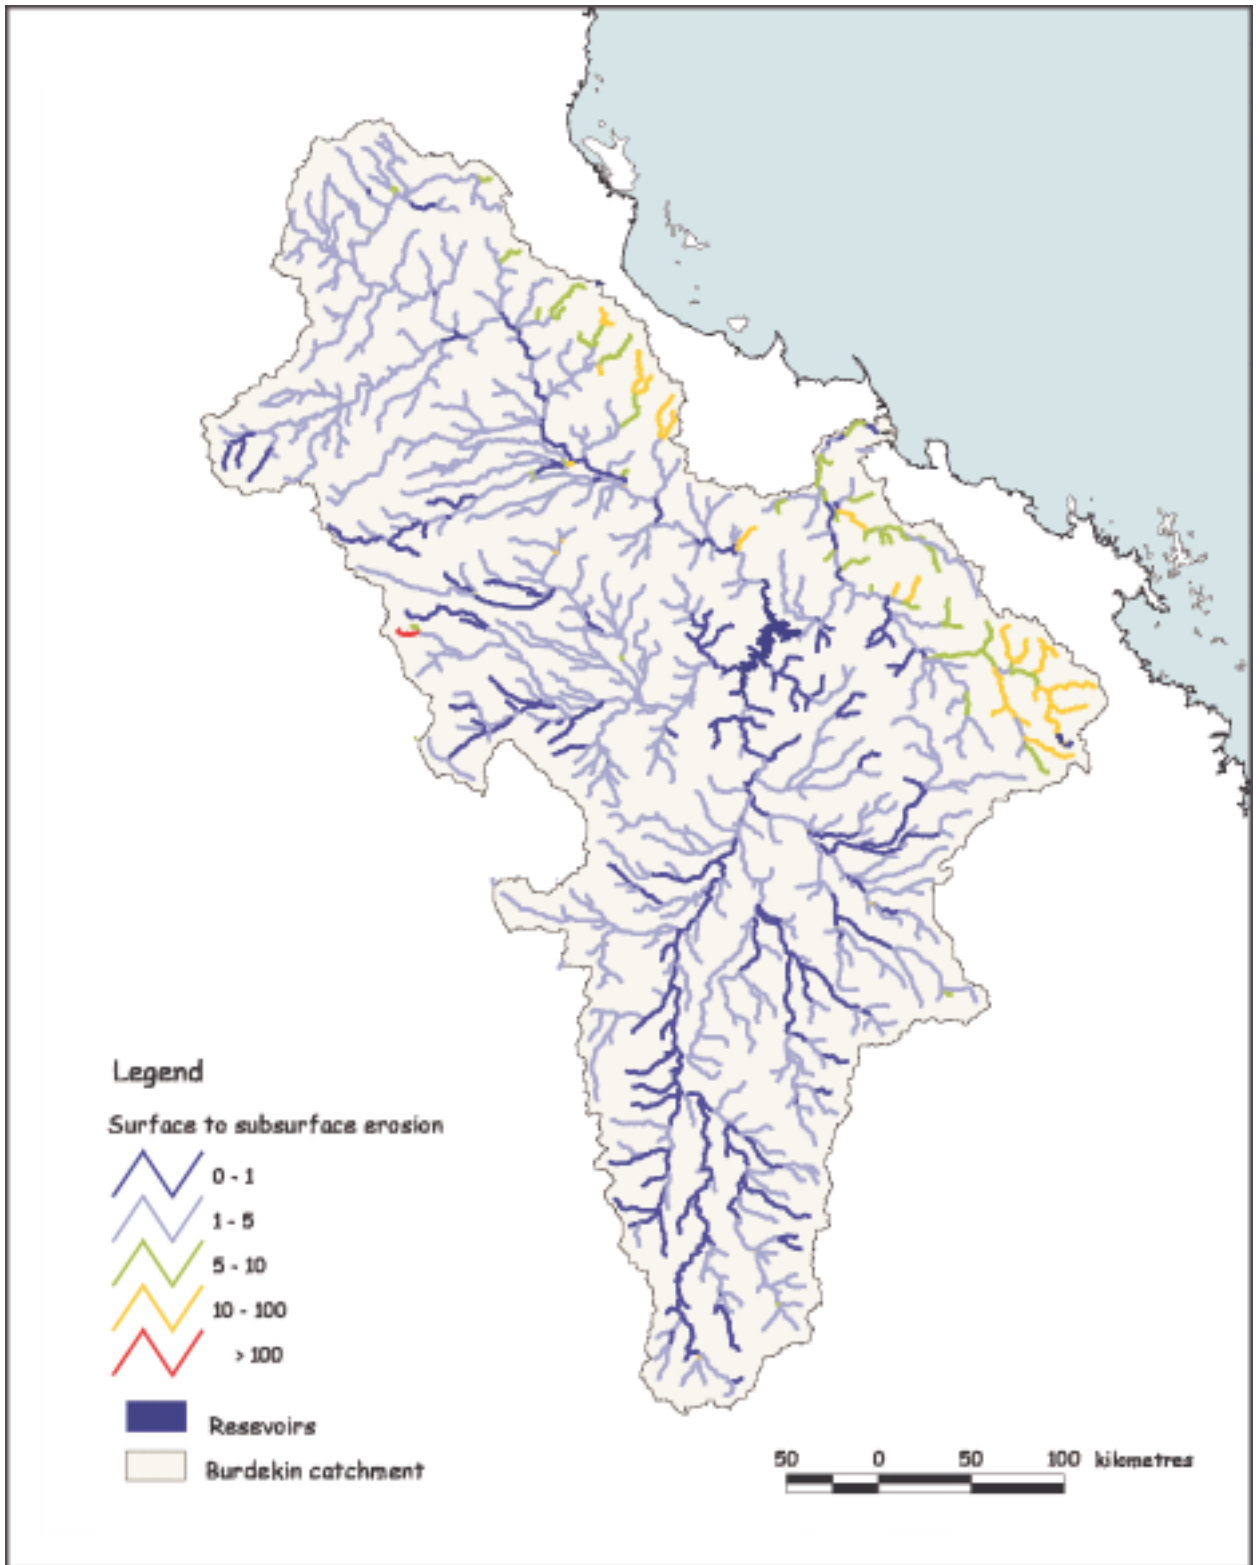 Legend
Surface to subsurface erosion
0 - 1
1 - 5
5 - 10
10 - 100
> 100
Resevoirs
Burdekin catchment
50 0 50 100 kilometres